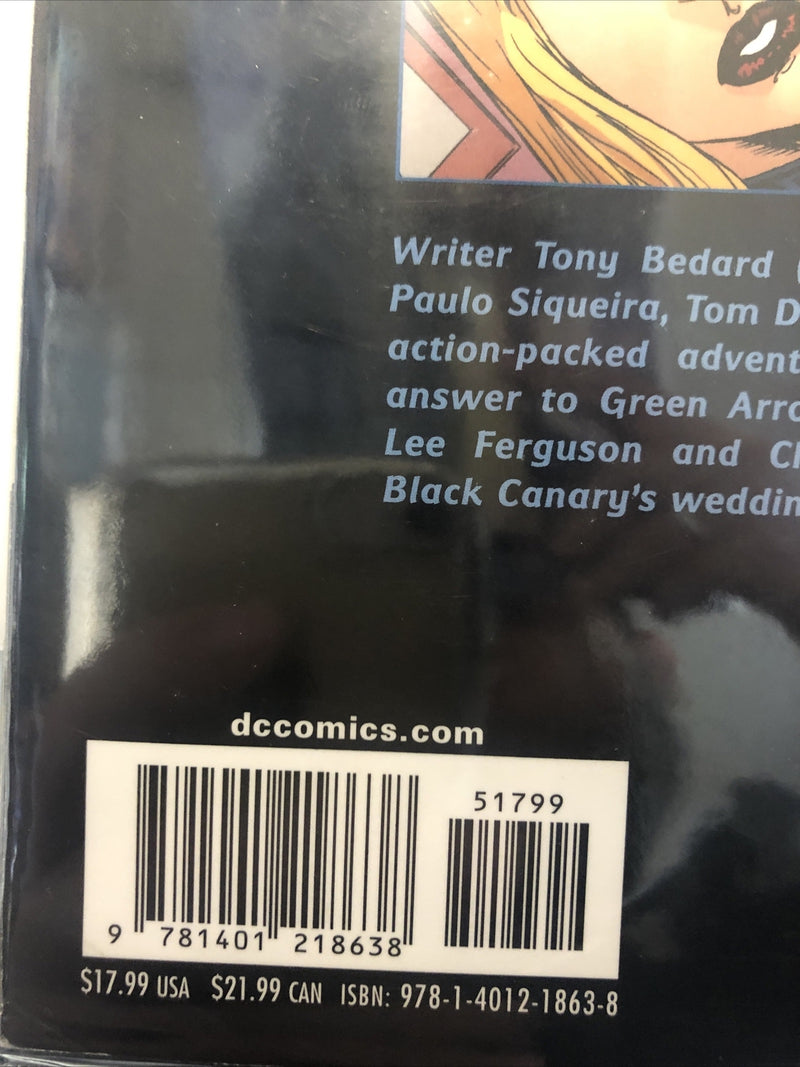 Writer Tony Bedard
Paulo Siqueira, Tom D
action-packed advent
answer to Green Arro
Lee Ferguson and Ch
Black Canary's weddin
dccomics.com
51799
9 781401 218638
$17.99 USA $21.99 CAN ISBN: 978-1-4012-1863-8